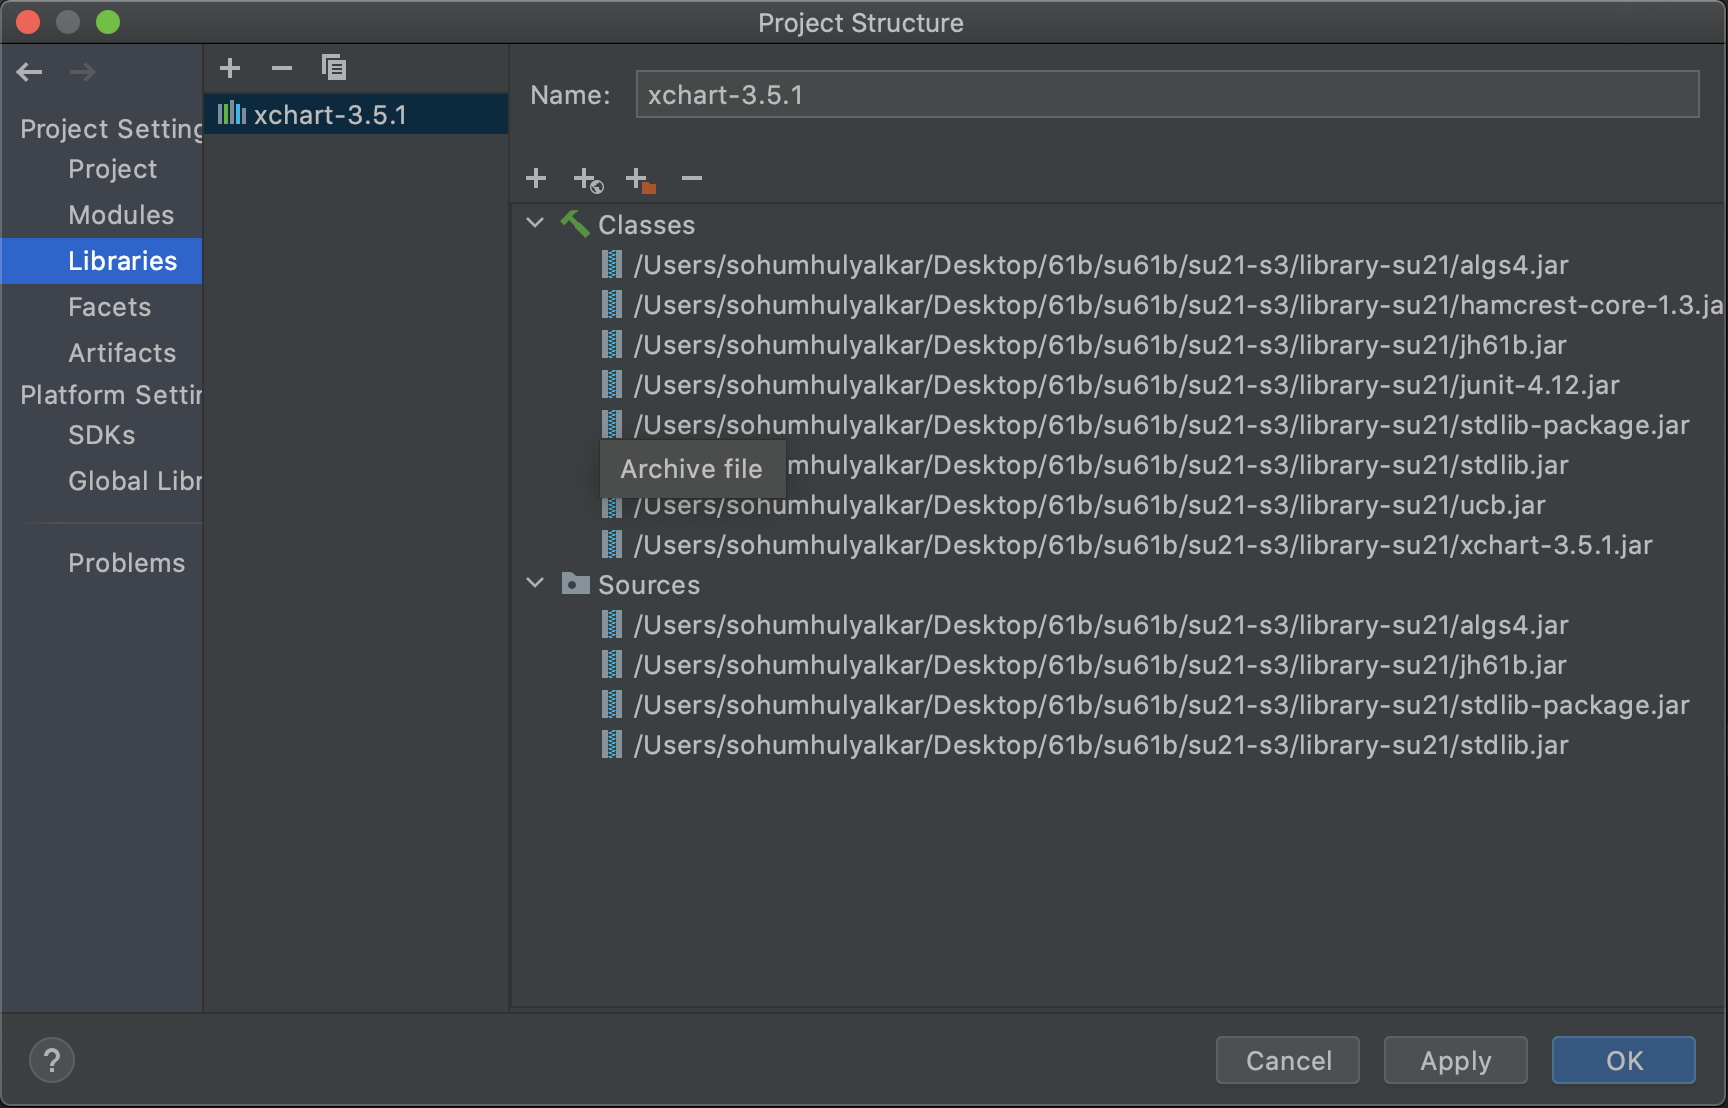 Project Structure
Project Setting
Project
Modules
Libraries
Facets
Artifacts
Platform Settin
SDKs
Global Libr
Problems
xchart-3.5.1
Name: xchart-3.5.1
Classes
/Users/sohumhulyalkar/Desktop/61b/su61b/su21-s3/library-su21/algs4.jar
/Users/sohumhulyalkar/Desktop/61b/su61b/su21-s3/library-su21/hamcrest-core-1.3.ja
/Users/sohumhulyalkar/Desktop/61b/su61b/su21-s3/library-su21/jh61b.jar
/Users/sohumhulyalkar/Desktop/61b/su61b/su21-s3/library-su21/junit-4.12.jar
/Users/sohumhulyalkar/Desktop/61b/su61b/su21-s3/library-su21/stdlib-package.jar
Archive file
mhulyalkar/Desktop/61b/su61b/su21-s3/library-su21/stdlib.jar
/Users/sohumhulyalkar/Desktop/61b/su61b/su21-s3/library-su21/ucb.jar
/Users/sohumhulyalkar/Desktop/61b/su61b/su21-s3/library-su21/xchart-3.5.1.jar
Sources
/Users/sohumhulyalkar/Desktop/61b/su61b/su21-s3/library-su21/algs4.jar
/Users/sohumhulyalkar/Desktop/61b/su61b/su21-s3/library-su21/jh61b.jar
/Users/sohumhulyalkar/Desktop/61b/su61b/su21-s3/library-su21/stdlib-package.jar
/Users/sohumhulyalkar/Desktop/61b/su61b/su21-s3/library-su21/stdlib.jar
?
Cancel
Apply
OK